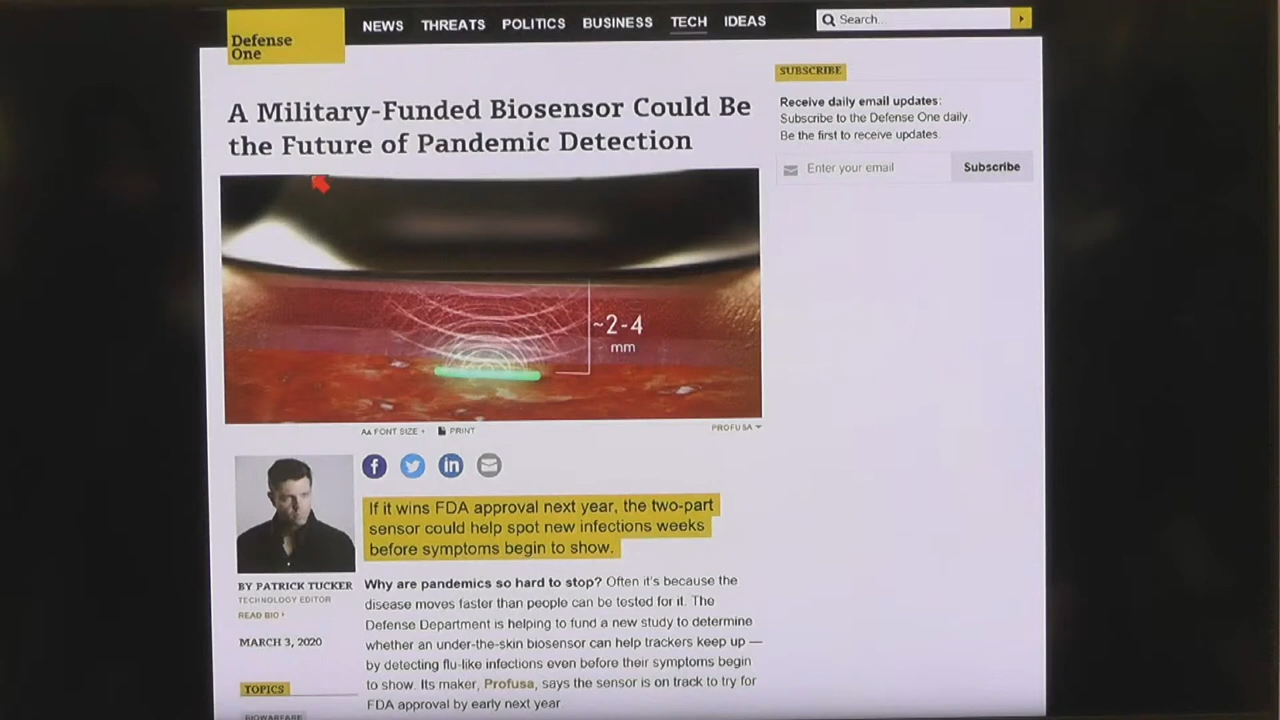 Defense
One
NEWS THREATS POLITICS BUSINESS TECH IDEAS
Search...
A Military-Funded Biosensor Could Be
the Future of Pandemic Detection
~2-4
mm
AA FONT SIZE +
PRINT
PROFUSA
f
in
If it wins FDA approval next year, the two-part
sensor could help spot new infections weeks
before symptoms begin to show.
BY PATRICK TUCKER
TECHNOLOGY EDITOR
READ BIO
MARCH 3, 2020
TOPICS
BIOWARFARE
Why are pandemics so hard to stop? Often it's because the
disease moves faster than people can be tested for it. The
Defense Department is helping to fund a new study to determine
whether an under-the-skin biosensor can help trackers keep up —
by detecting flu-like infections even before their symptoms begin
to show. Its maker, Profusa, says the sensor is on track to try for
FDA approval by early next year
SUBSCRIBE
Receive daily email updates:
Subscribe to the Defense One daily.
Be the first to receive updates.
Enter your email
Subscribe